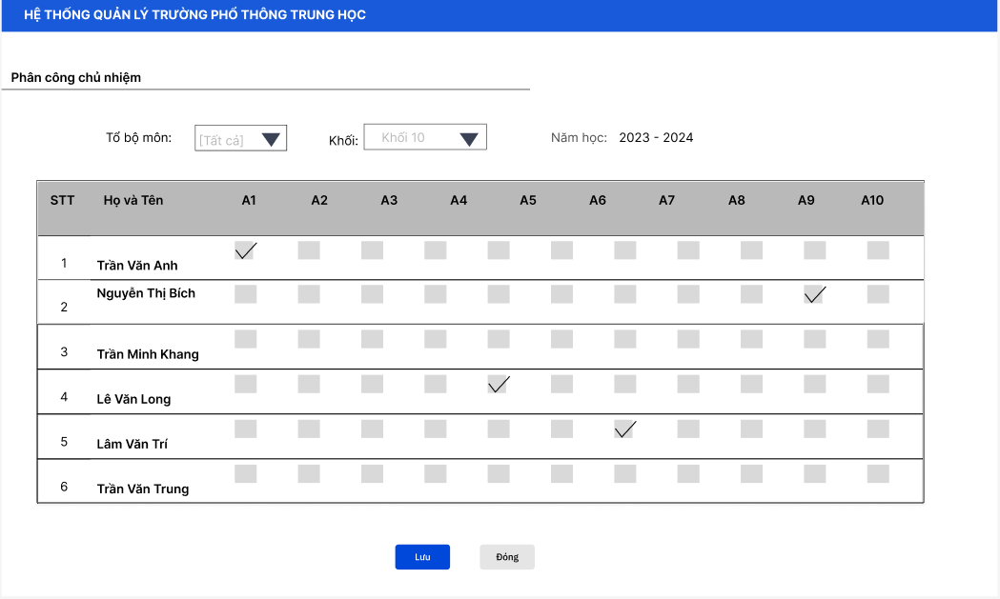 HỆ THỐNG QUẢN LÝ TRƯỜNG PHỔ THÔNG TRUNG HỌC
Phân công chủ nhiệm
Tổ bộ môn: [Tất cả] Khối: Khối 10 Năm học: 2023 - 2024
STT Họ và Tên A1 A2 A3 A4 A5 A6 A7 A8 A9 A10
1 Trần Văn Anh
2 Nguyễn Thị Bích
3 Trần Minh Khang
4 Lê Văn Long
5 Lâm Văn Trí
6 Trần Văn Trung
Lưu Đóng